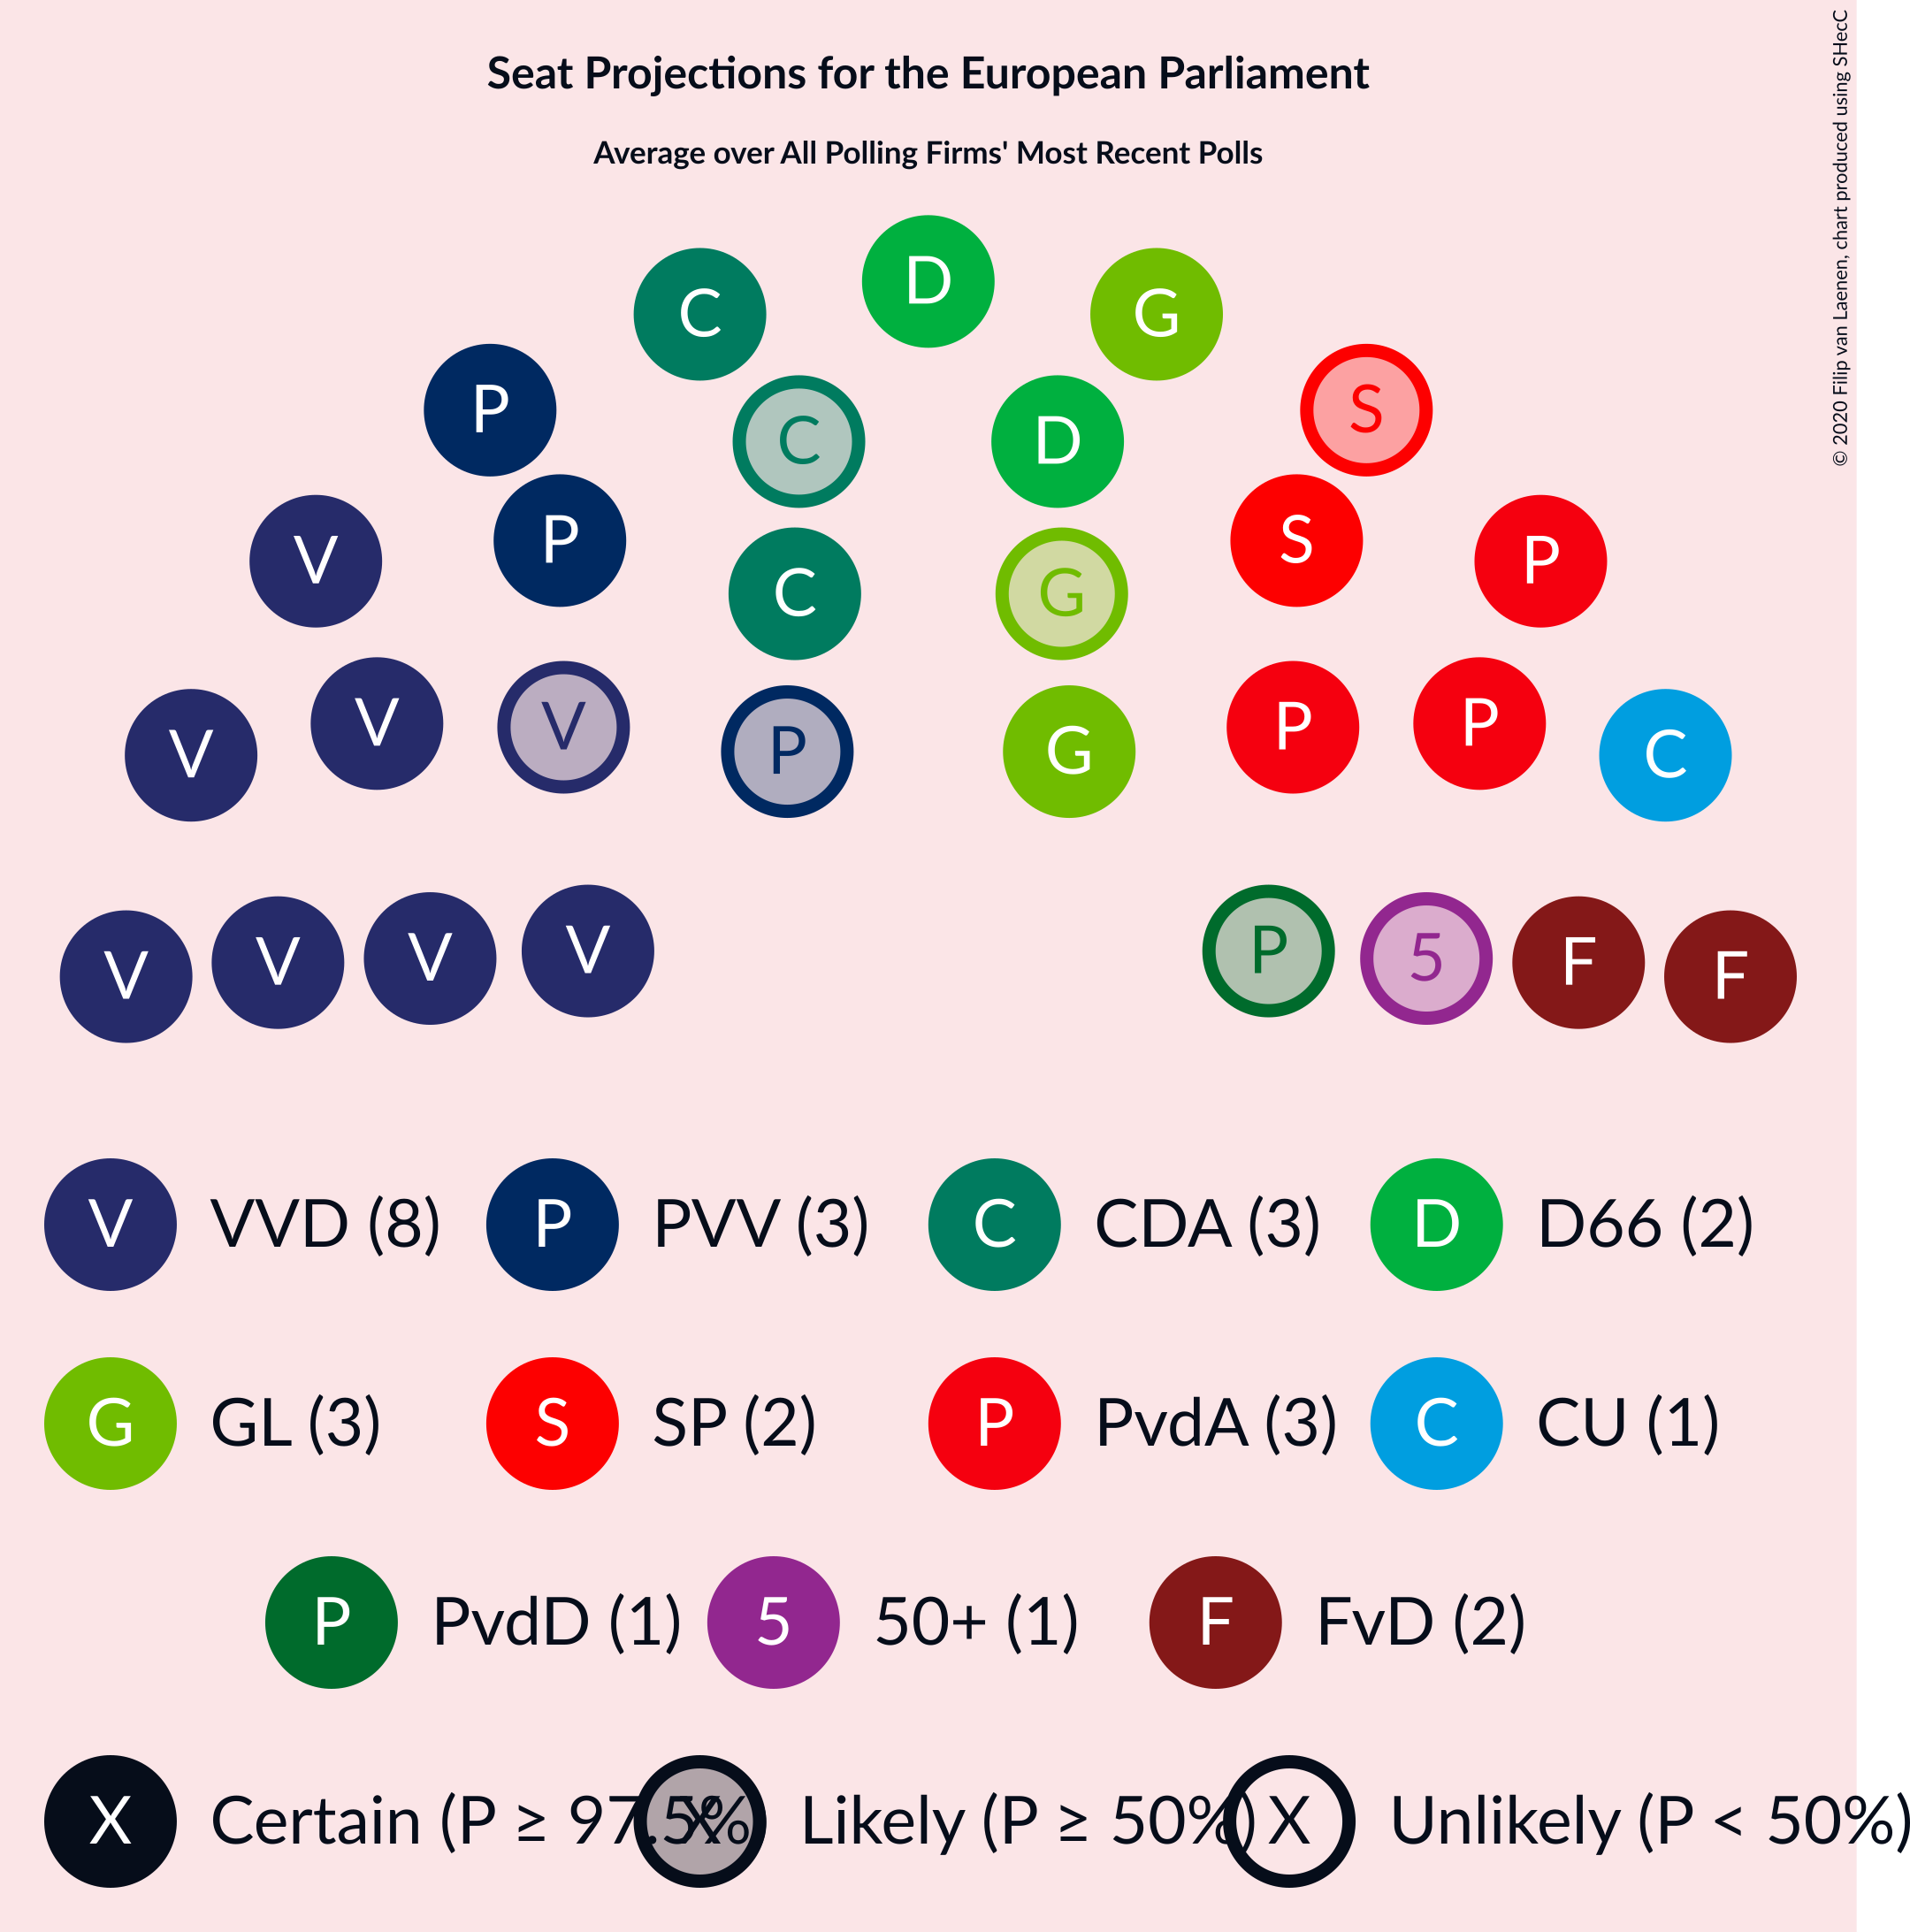 Seat Projections for the European Parliament
Average over All Polling Firms' Most Recent Polls
© 2020 Filip van Laenen, chart produced using SHecC
D
C G
P S
C D
P S
V P
C G
V P P
P G
V C
V V P 5 F
V V F
V VVD (8) P PVV (3) C CDA (3) D D66 (2)
G GL (3) S SP (2) P PvdA (3) C CU (1)
P PvdD (1) 5 50+ (1) F FvD (2)
X Certain (P ≥ 97.5% X Likely (P ≥ 50%) X Unlikely (P < 50%)